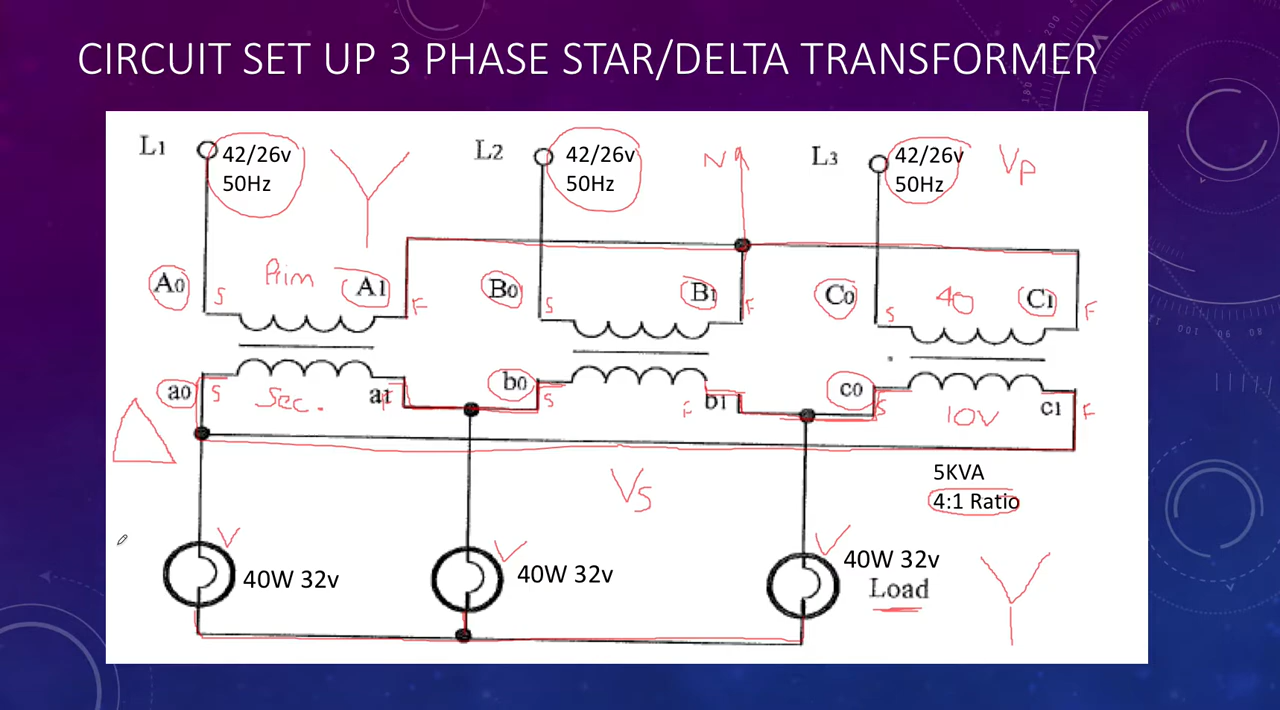 CIRCUIT SET UP 3 PHASE STAR/DELTA TRANSFORMER
L1
42/26v
50Hz
L2
42/26v
50Hz
N
L3
42/26v
50Hz
Vp
A0
S
Prim
A1
F
B0
S
B1
F
C0
S
40
C1
F
a0
S
Sec.
a1
b0
S
F
b1
c0
S
10V
c1
F
Vs
5KVA
4:1 Ratio
V
40W 32v
V
40W 32v
V
40W 32v
Load